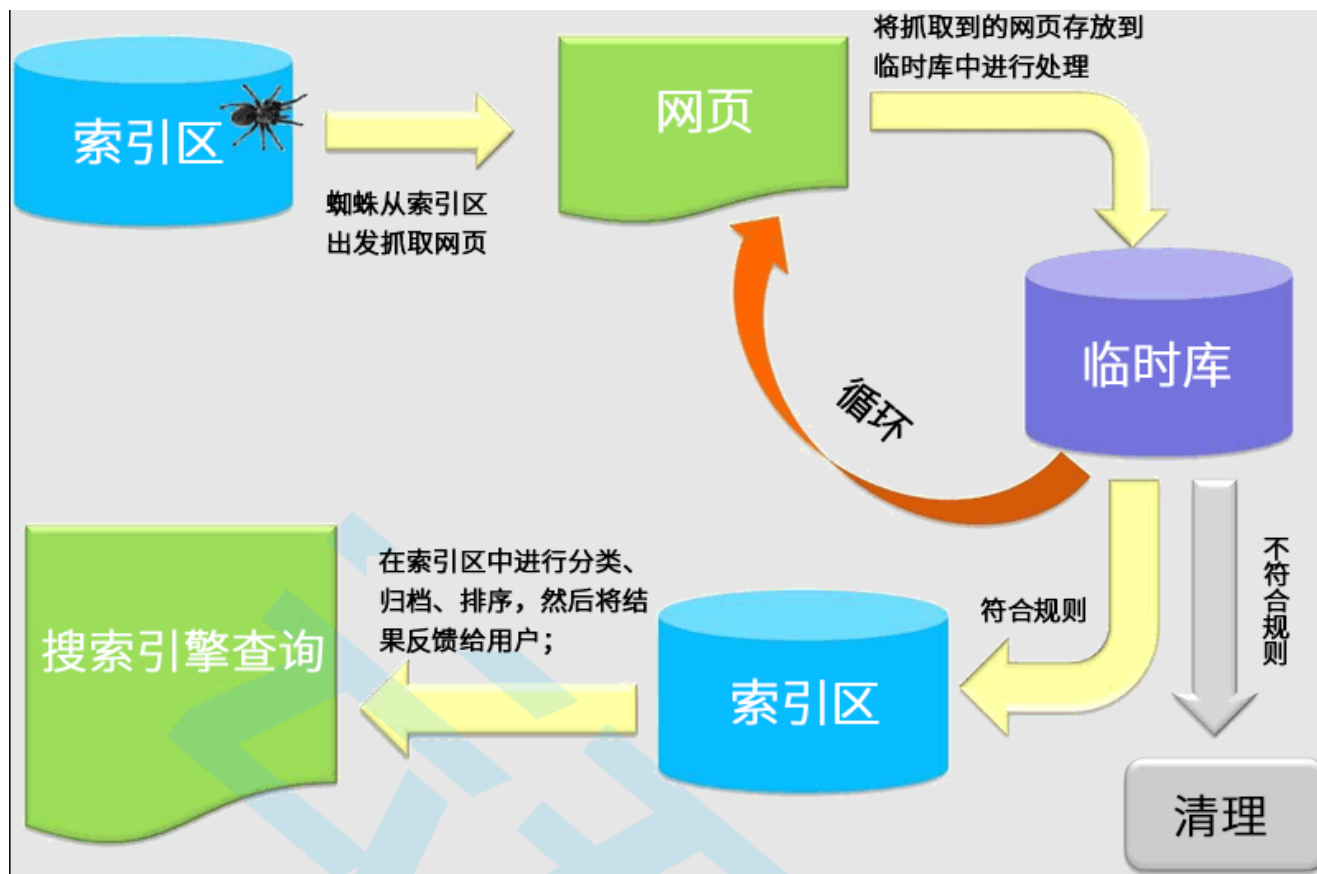 索引区
蜘蛛从索引区
出发抓取网页
网页
将抓取到的网页存放到
临时库中进行处理
临时库
循环
不符合规则
清理
符合规则
索引区
在索引区中进行分类、
归档、排序，然后将结
果反馈给用户；
搜索引擎查询